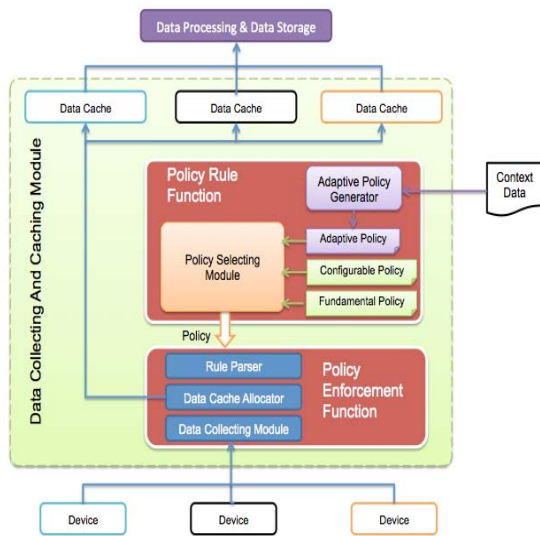 Data Processing & Data Storage
Data Cache
Data Cache
Data Cache
Data Collecting And Caching Module
Policy Rule
Function
Adaptive Policy
Generator
Context
Data
Adaptive Policy
Policy Selecting
Module
Configurable Policy
Fundamental Policy
Policy
Rule Parser
Data Cache Allocator
Data Collecting Module
Policy
Enforcement
Function
Device
Device
Device